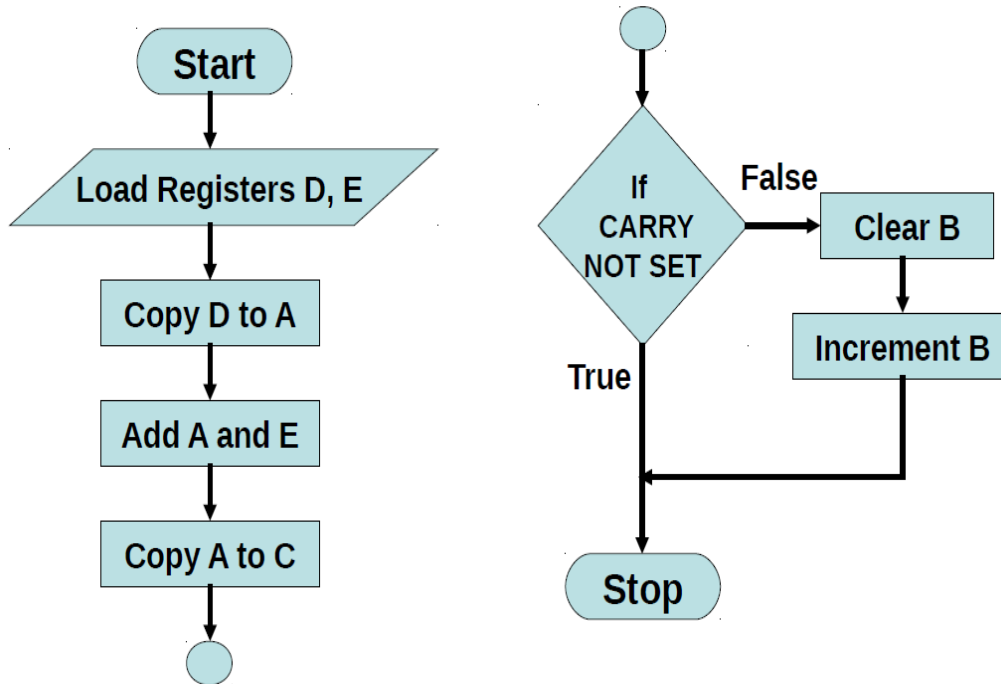 Start
Load Registers D, E
Copy D to A
Add A and E
Copy A to C
If
CARRY
NOT SET
False
Clear B
Increment B
True
Stop